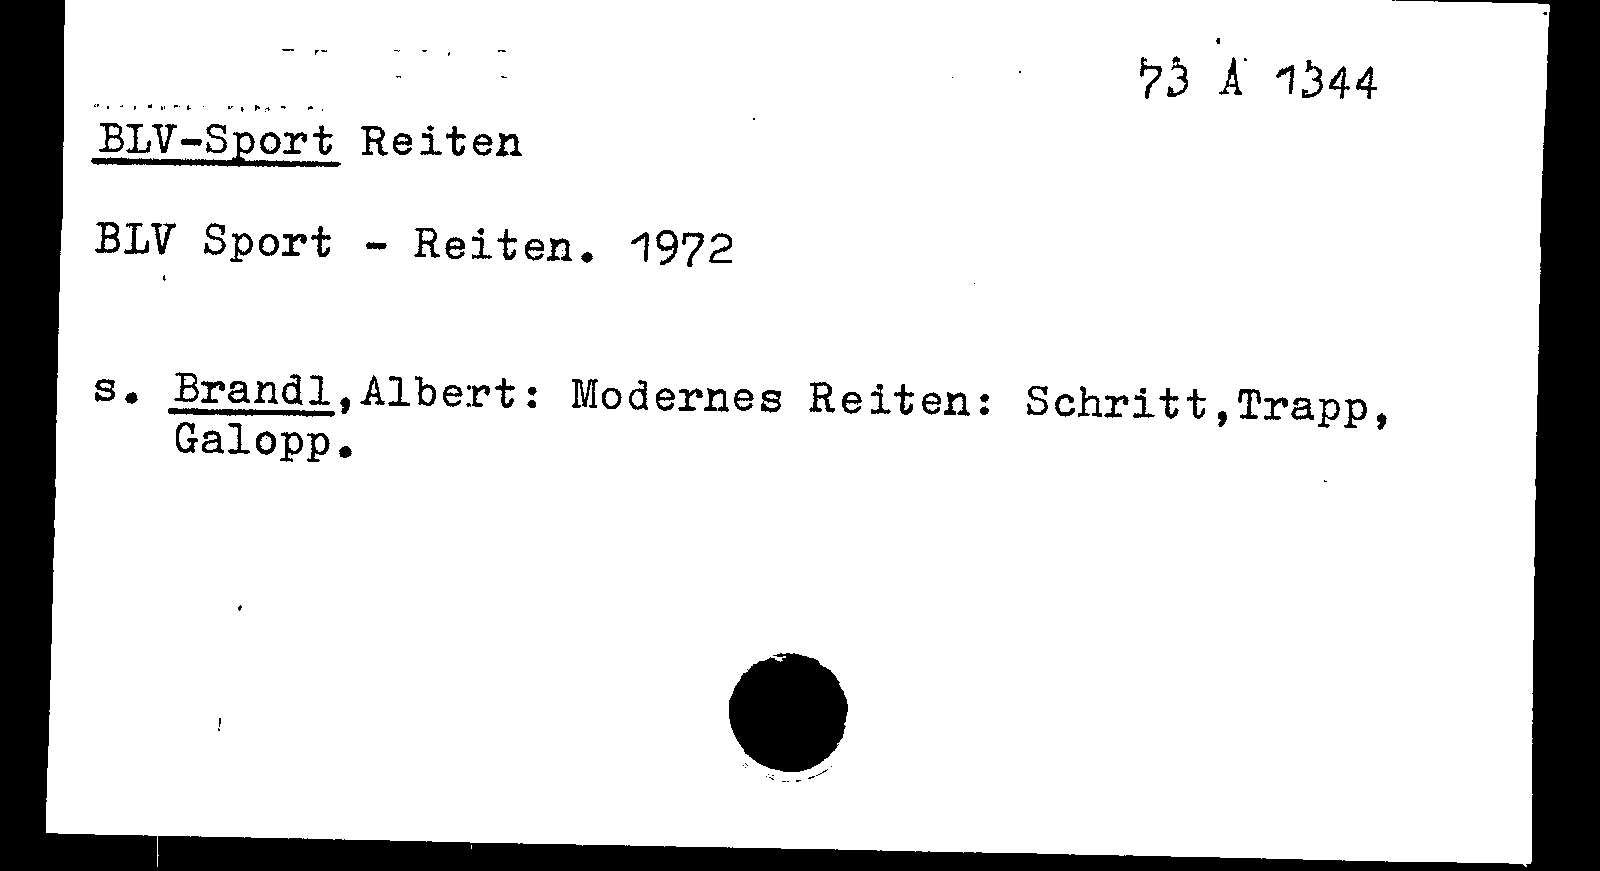 73 A 1344
BLV-Sport Reiten
BLV Sport - Reiten. 1972
s. Brandl,Albert: Modernes Reiten: Schritt,Trapp,
Galopp.